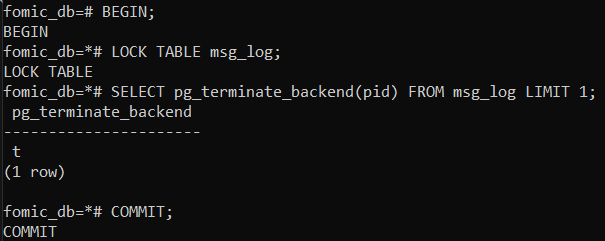 fomic_db=# BEGIN;
BEGIN
fomic_db=*# LOCK TABLE msg_log;
LOCK TABLE
fomic_db=*# SELECT pg_terminate_backend(pid) FROM msg_log LIMIT 1;
 pg_terminate_backend
----------------------
 t
(1 row)

fomic_db=*# COMMIT;
COMMIT